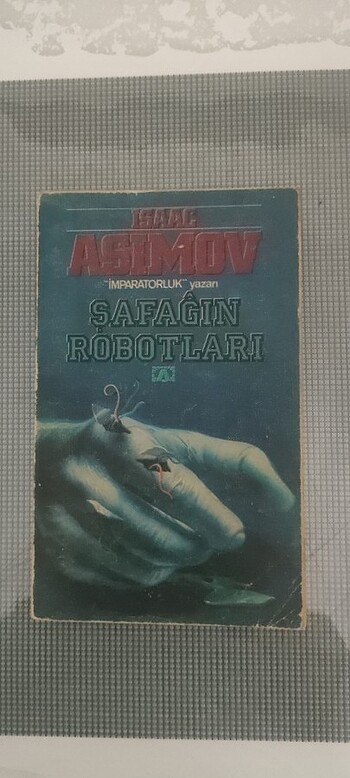 ISAAC
ASIMOV
"İMPARATORLUK" yazarı
ŞAFAĞIN
ROBOTLARI
A